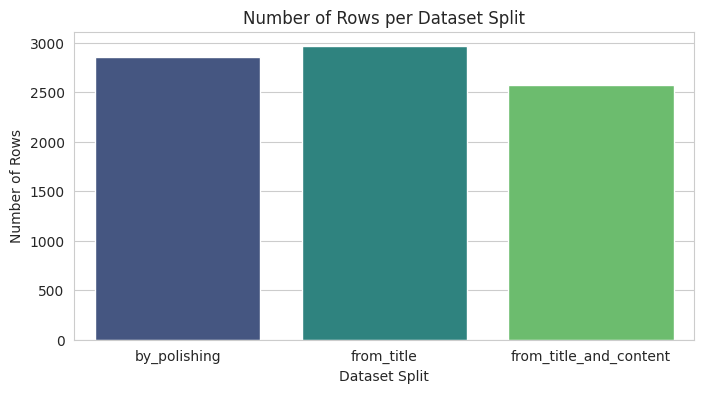 Number of Rows per Dataset Split
Number of Rows
3000
2500
2000
1500
1000
500
0
by_polishing
from_title
from_title_and_content
Dataset Split